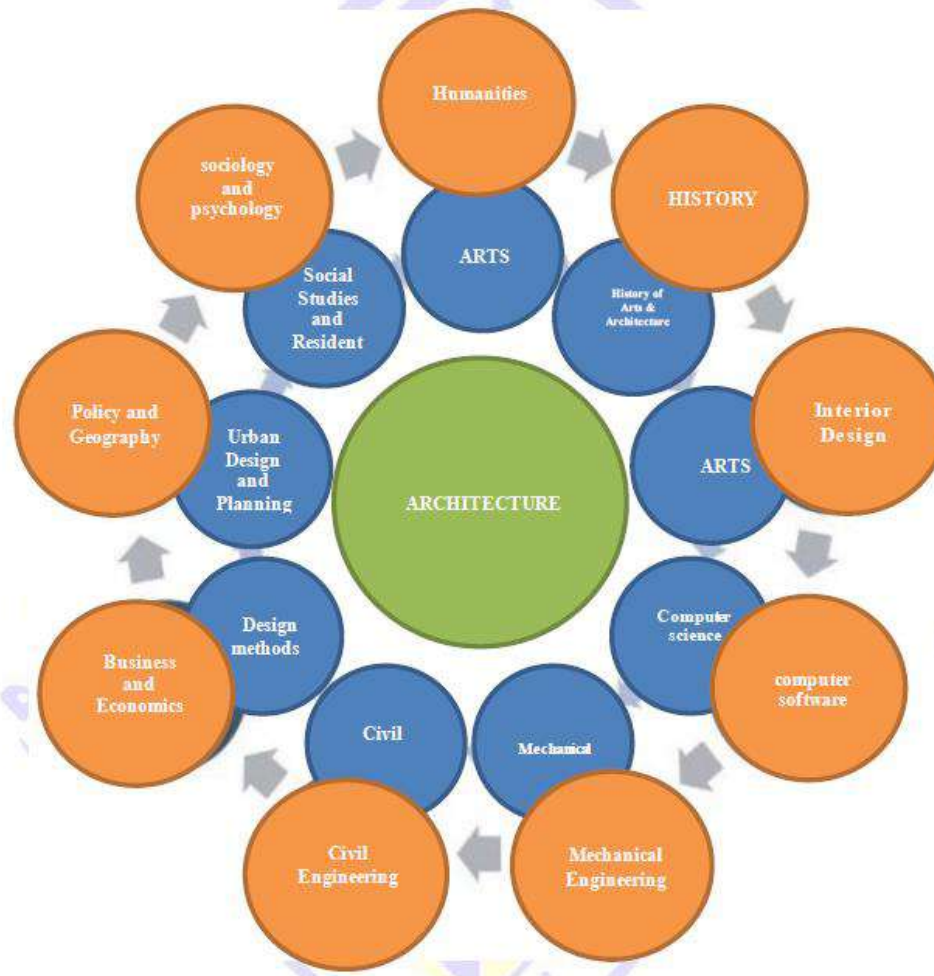 Humanities
HISTORY
Interior
Design
computer
software
Mechanical
Engineering
Civil
Engineering
Business
and
Economics
Policy and
Geography
sociology
and
psychology
ARTS
History of
Arts &
Architecture
ARTS
Computer
science
Mechanical
Civil
Design
methods
Urban
Design
and
Planning
Social
Studies
and
Resident
ARCHITECTURE